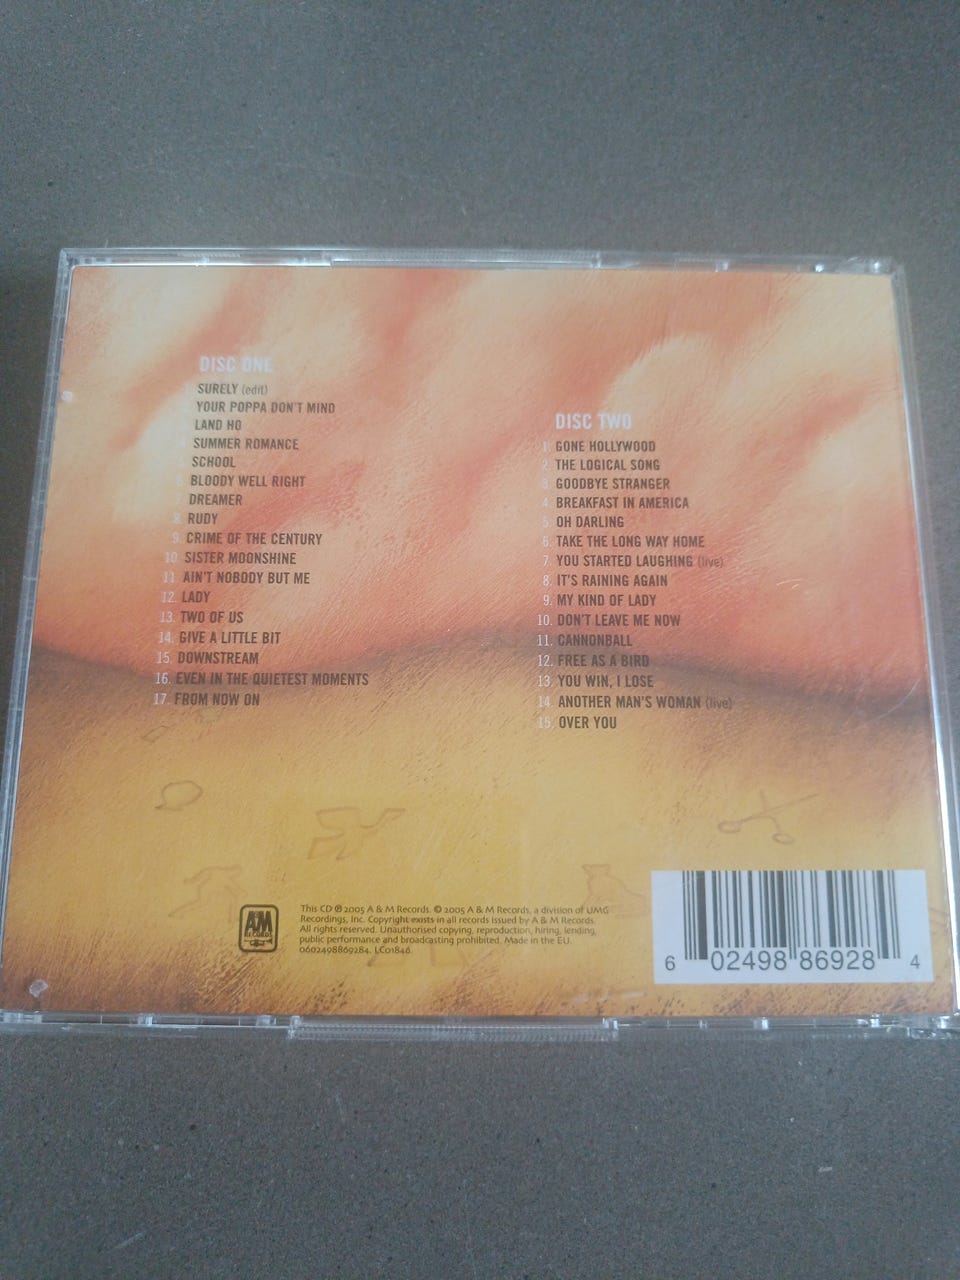 DISC ONE
SURELY (edit)
YOUR POPPA DON'T MIND
LAND HO
SUMMER ROMANCE
SCHOOL
BLOODY WELL RIGHT
DREAMER
8. RUDY
9. CRIME OF THE CENTURY
10. SISTER MOONSHINE
11. AIN'T NOBODY BUT ME
12. LADY
13. TWO OF US
14. GIVE A LITTLE BIT
15. DOWNSTREAM
16. EVEN IN THE QUIETEST MOMENTS
17. FROM NOW ON
DISC TWO
1. GONE HOLLYWOOD
2. THE LOGICAL SONG
3. GOODBYE STRANGER
4. BREAKFAST IN AMERICA
5. OH DARLING
6. TAKE THE LONG WAY HOME
7. YOU STARTED LAUGHING (live)
8. IT'S RAINING AGAIN
9. MY KIND OF LADY
10. DON'T LEAVE ME NOW
11. CANNONBALL
12. FREE AS A BIRD
13. YOU WIN, I LOSE
14. ANOTHER MAN'S WOMAN (live)
15. OVER YOU
A&M
RECORDS
This CD ℗ 2005 A & M Records. © 2005 A & M Records, a division of UMG
Recordings, Inc. Copyright exists in all records issued by A & M Records.
All rights reserved. Unauthorised copying, reproduction, hiring, lending,
public performance and broadcasting prohibited. Made in the EU.
0602498869284. LC01846.
6 02498 86928 4